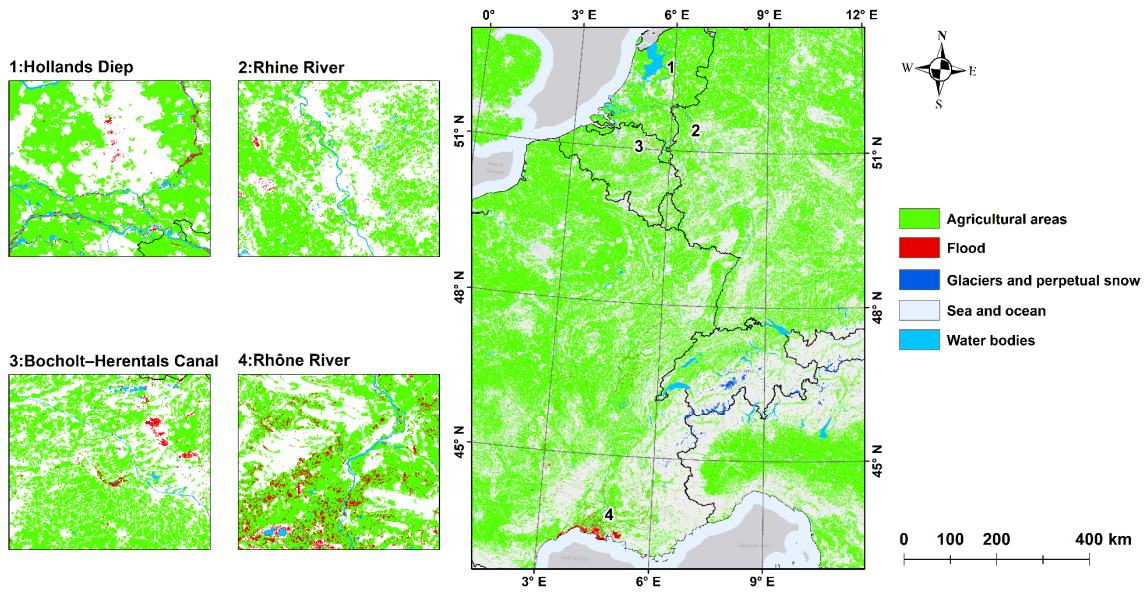 0° 3° E 6° E 9° E 12° E
1:Hollands Diep
2:Rhine River
3:Bocholt–Herentals Canal
4:Rhône River
51° N
48° N
45° N
51° N
48° N
45° N
1
2
3
4
3° E 6° E 9° E
N
W E
S
Agricultural areas
Flood
Glaciers and perpetual snow
Sea and ocean
Water bodies
0 100 200 400 km